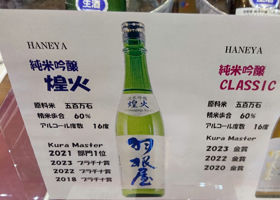 生酒
HANEYA
純米吟醸
煌火
原料米 五百万石
精米歩合 60%
アルコール度数 16度
Kura Master
2021 部門1位
2023 プラチナ賞
2022 プラチナ賞
2018 プラチナ賞
煌火
羽根屋
HANEYA
純米吟醸
CLASSIC
原料米 五百万石
精米歩合 60%
アルコール度数 16度
Kura Master
2023 金賞
2022 金賞
2020 金賞